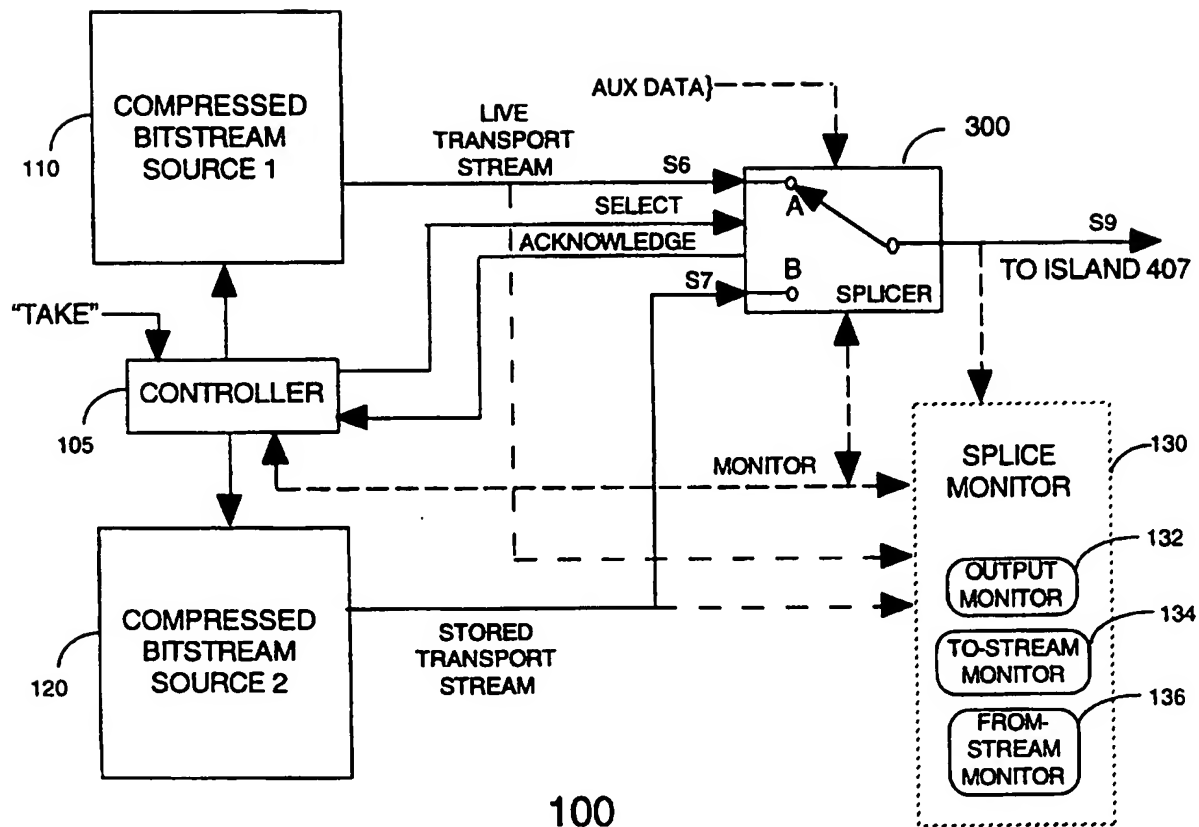 COMPRESSED
BITSTREAM
SOURCE 1
110
LIVE
TRANSPORT
STREAM
AUX DATA}
300
S6
A
SELECT
ACKNOWLEDGE
S7
B
SPLICER
S9
TO ISLAND 407
"TAKE"
CONTROLLER
105
MONITOR
SPLICE
MONITOR
130
OUTPUT
MONITOR
132
TO-STREAM
MONITOR
134
FROM-
STREAM
MONITOR
136
COMPRESSED
BITSTREAM
SOURCE 2
120
STORED
TRANSPORT
STREAM
100